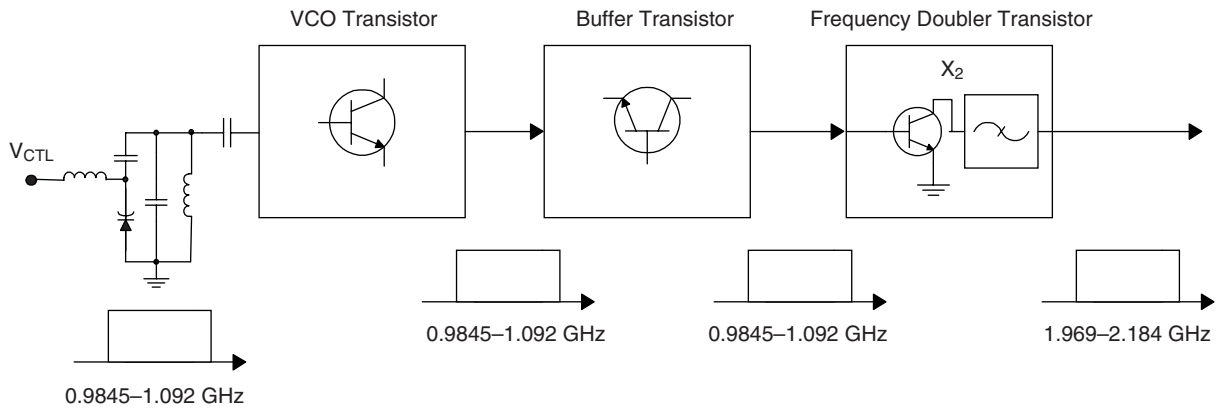 VCO Transistor
Buffer Transistor
Frequency Doubler Transistor
X₂
V_CTL
0.9845–1.092 GHz
0.9845–1.092 GHz
1.969–2.184 GHz
0.9845–1.092 GHz